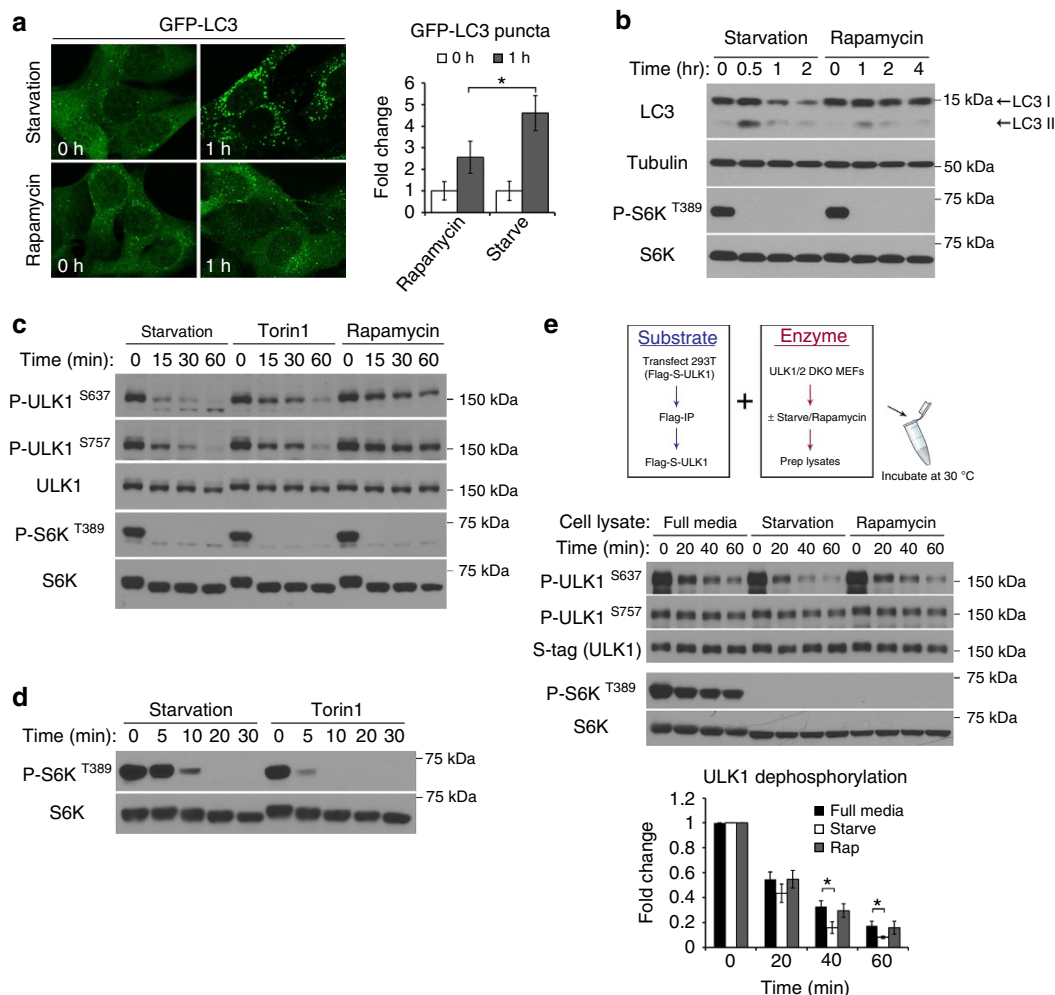 a
GFP-LC3
Starvation
0 h
1 h
Rapamycin
0 h
1 h
GFP-LC3 puncta
0 h 1 h
*
Fold change
6
5
4
3
2
1
0
Rapamycin
Starve
b
Starvation Rapamycin
Time (hr): 0 0.5 1 2 0 1 2 4
LC3
15 kDa ←LC3 I
←LC3 II
Tubulin
50 kDa
P-S6K T389
75 kDa
S6K
75 kDa
c
Starvation Torin1 Rapamycin
Time (min): 0 15 30 60 0 15 30 60 0 15 30 60
P-ULK1 S637
150 kDa
P-ULK1 S757
150 kDa
ULK1
150 kDa
P-S6K T389
75 kDa
S6K
75 kDa
d
Starvation Torin1
Time (min): 0 5 10 20 30 0 5 10 20 30
P-S6K T389
75 kDa
S6K
75 kDa
e
Substrate
Transfect 293T
(Flag-S-ULK1)
Flag-IP
Flag-S-ULK1
+
Enzyme
ULK1/2 DKO MEFs
± Starve/Rapamycin
Prep lysates
Incubate at 30 °C
Cell lysate: Full media Starvation Rapamycin
Time (min): 0 20 40 60 0 20 40 60 0 20 40 60
P-ULK1 S637
150 kDa
P-ULK1 S757
150 kDa
S-tag (ULK1)
150 kDa
P-S6K T389
75 kDa
S6K
75 kDa
ULK1 dephosphorylation
Full media
Starve
Rap
*
*
Fold change
1.2
1
0.8
0.6
0.4
0.2
0
0 20 40 60
Time (min)